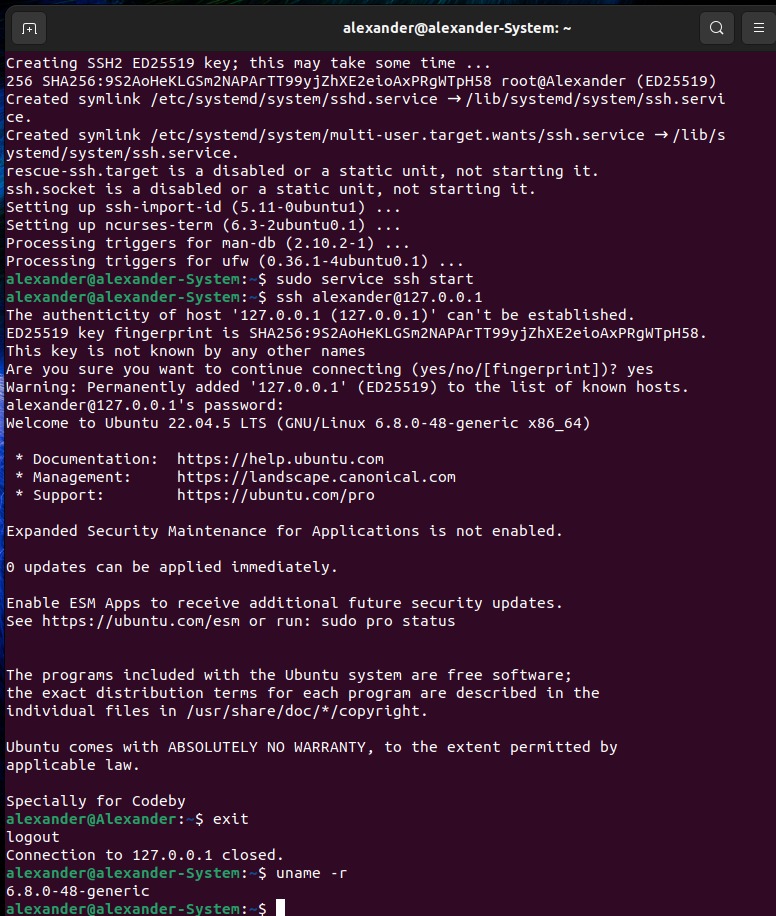 alexander@alexander-System: ~
Creating SSH2 ED25519 key; this may take some time ...
256 SHA256:9S2AoHeKLGSm2NAPArTT99yjZhXE2eioAxPRgWTpH58 root@Alexander (ED25519)
Created symlink /etc/systemd/system/sshd.service → /lib/systemd/system/ssh.servi
ce.
Created symlink /etc/systemd/system/multi-user.target.wants/ssh.service → /lib/s
ystemd/system/ssh.service.
rescue-ssh.target is a disabled or a static unit, not starting it.
ssh.socket is a disabled or a static unit, not starting it.
Setting up ssh-import-id (5.11-0ubuntu1) ...
Setting up ncurses-term (6.3-2ubuntu0.1) ...
Processing triggers for man-db (2.10.2-1) ...
Processing triggers for ufw (0.36.1-4ubuntu0.1) ...
alexander@alexander-System:~$ sudo service ssh start
alexander@alexander-System:~$ ssh alexander@127.0.0.1
The authenticity of host '127.0.0.1 (127.0.0.1)' can't be established.
ED25519 key fingerprint is SHA256:9S2AoHeKLGSm2NAPArTT99yjZhXE2eioAxPRgWTpH58.
This key is not known by any other names
Are you sure you want to continue connecting (yes/no/[fingerprint])? yes
Warning: Permanently added '127.0.0.1' (ED25519) to the list of known hosts.
alexander@127.0.0.1's password:
Welcome to Ubuntu 22.04.5 LTS (GNU/Linux 6.8.0-48-generic x86_64)
* Documentation:  https://help.ubuntu.com
* Management:     https://landscape.canonical.com
* Support:        https://ubuntu.com/pro
Expanded Security Maintenance for Applications is not enabled.
0 updates can be applied immediately.
Enable ESM Apps to receive additional future security updates.
See https://ubuntu.com/esm or run: sudo pro status
The programs included with the Ubuntu system are free software;
the exact distribution terms for each program are described in the
individual files in /usr/share/doc/*/copyright.
Ubuntu comes with ABSOLUTELY NO WARRANTY, to the extent permitted by
applicable law.
Specially for Codeby
alexander@Alexander:~$ exit
logout
Connection to 127.0.0.1 closed.
alexander@alexander-System:~$ uname -r
6.8.0-48-generic
alexander@alexander-System:~$